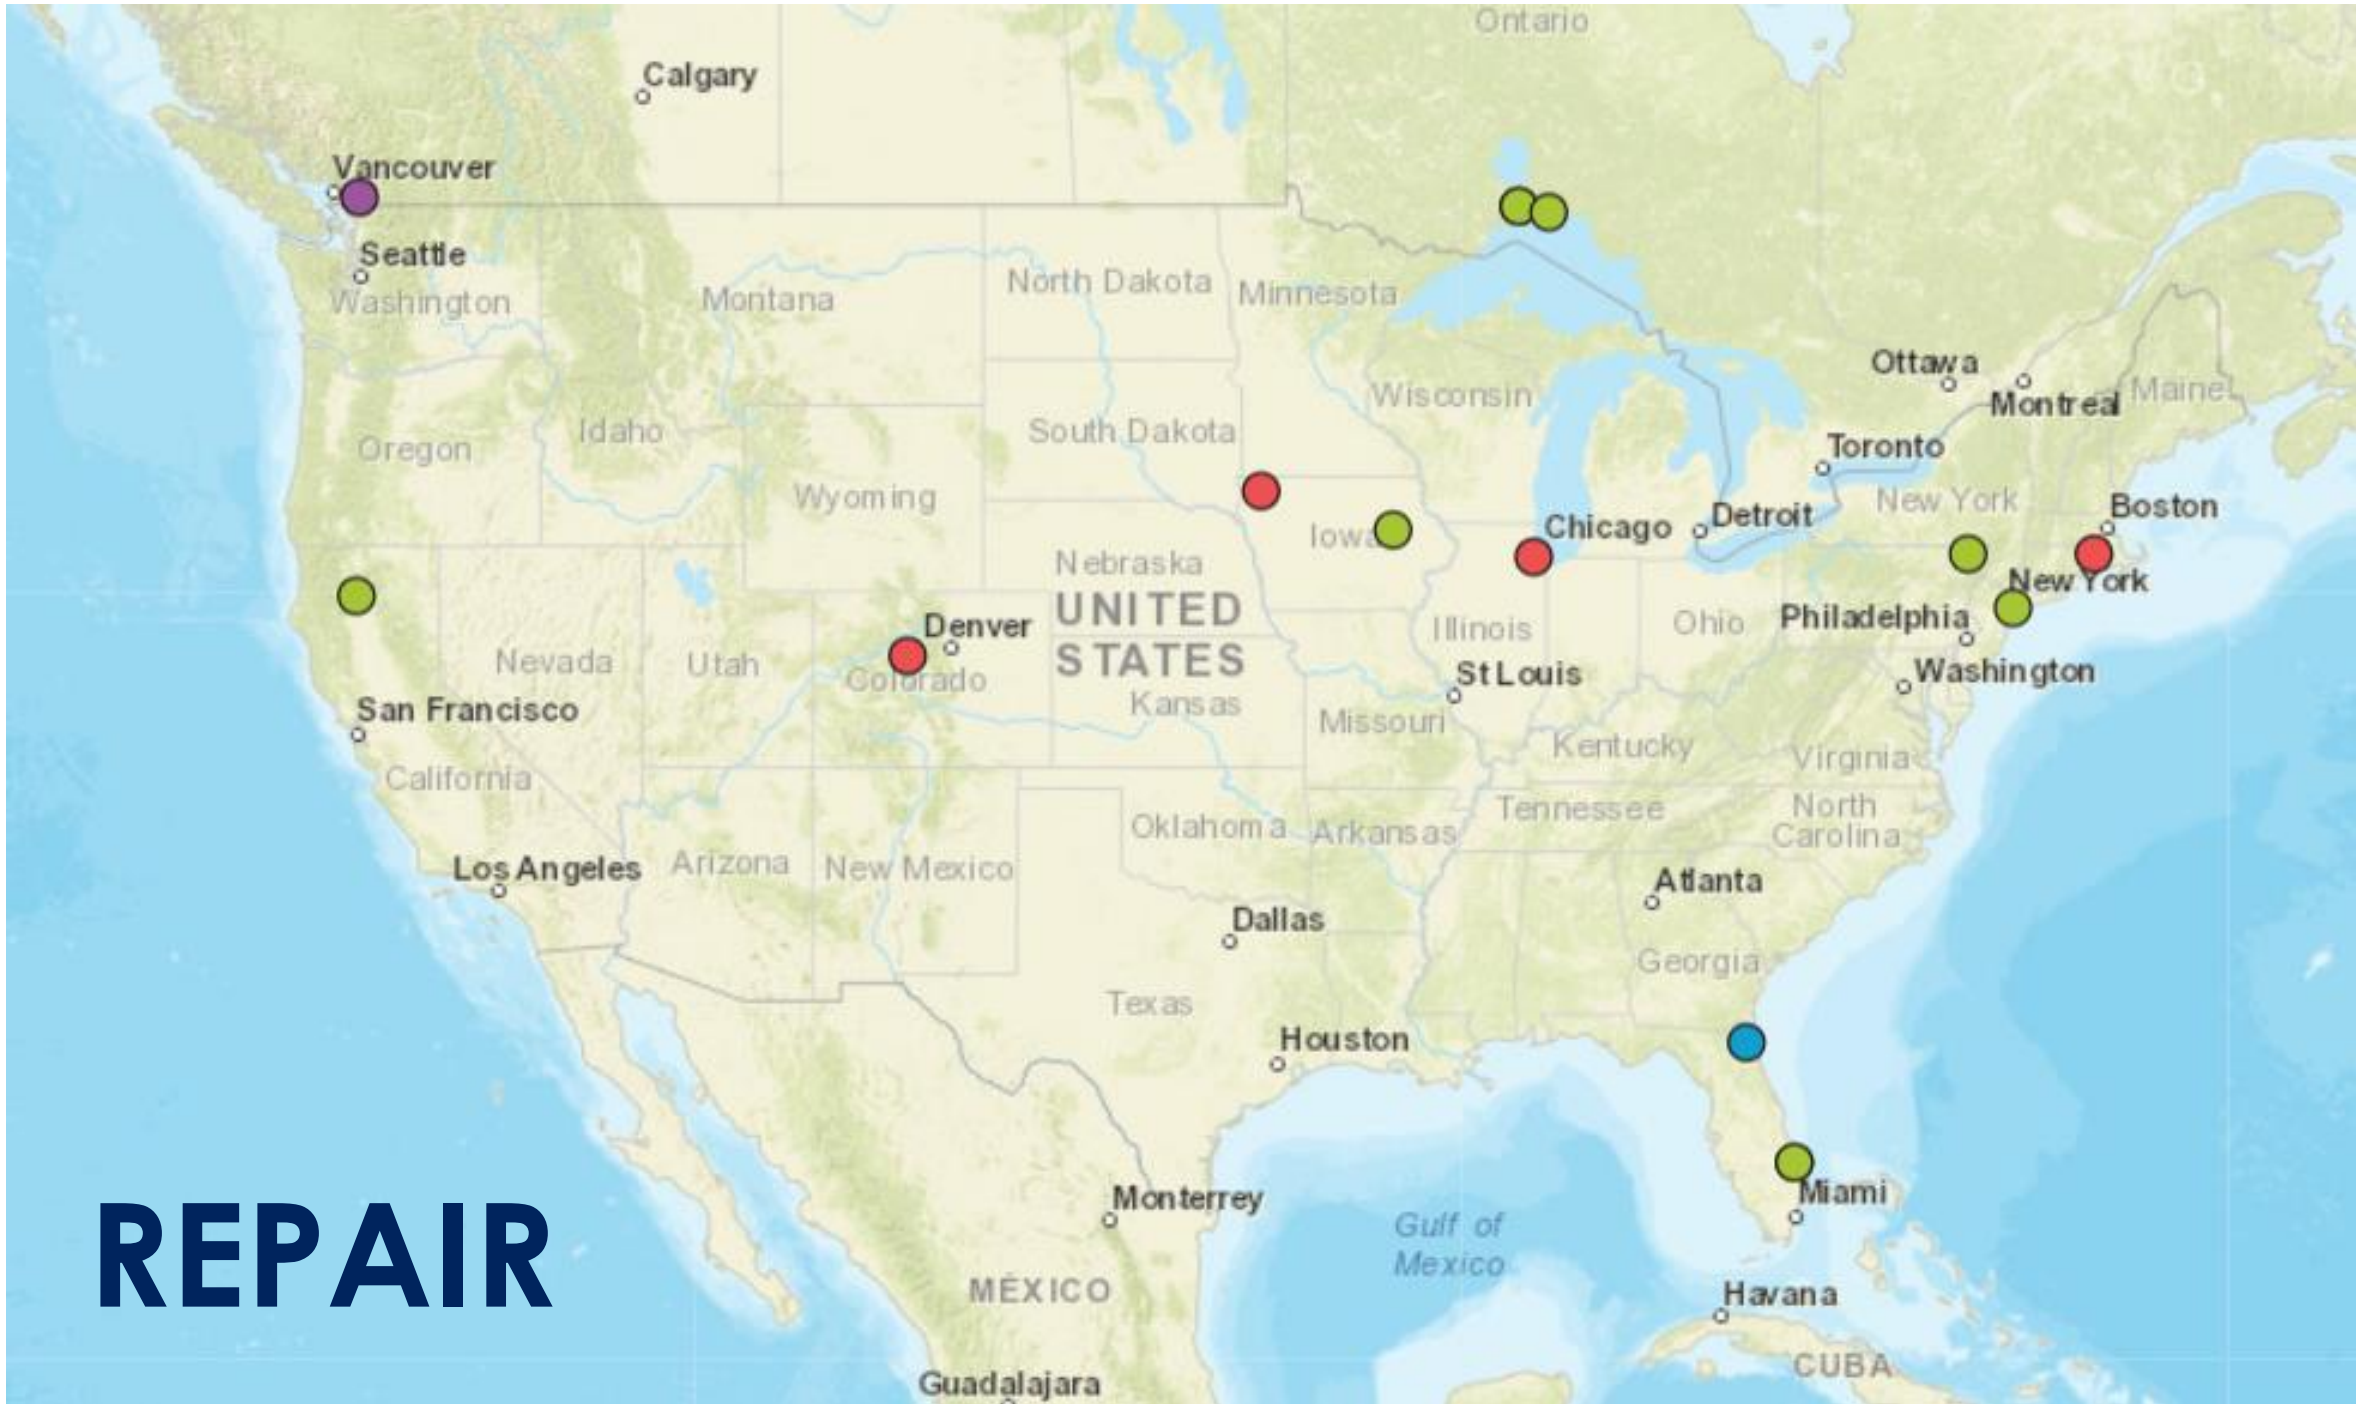 Ontario
Calgary
Vancouver
Seattle
Washington
Montana
North Dakota
Minnesota
Ottawa
Montreal
Maine
Wisconsin
South Dakota
Idaho
Oregon
Toronto
Wyoming
New York
Boston
Detroit
Chicago
Iowa
Nebraska
New York
UNITED
STATES
Denver
Philadelphia
Illinois
Ohio
Nevada
Utah
Colorado
Kansas
St Louis
Washington
San Francisco
Missouri
Kentucky
Virginia
California
Tennessee
North
Carolina
Oklahoma
Arkansas
Los Angeles
Arizona
New Mexico
Atlanta
Dallas
Georgia
Texas
Houston
Monterrey
Miami
Gulf of
Mexico
REPAIR
MÉXICO
Havana
CUBA
Guadalajara